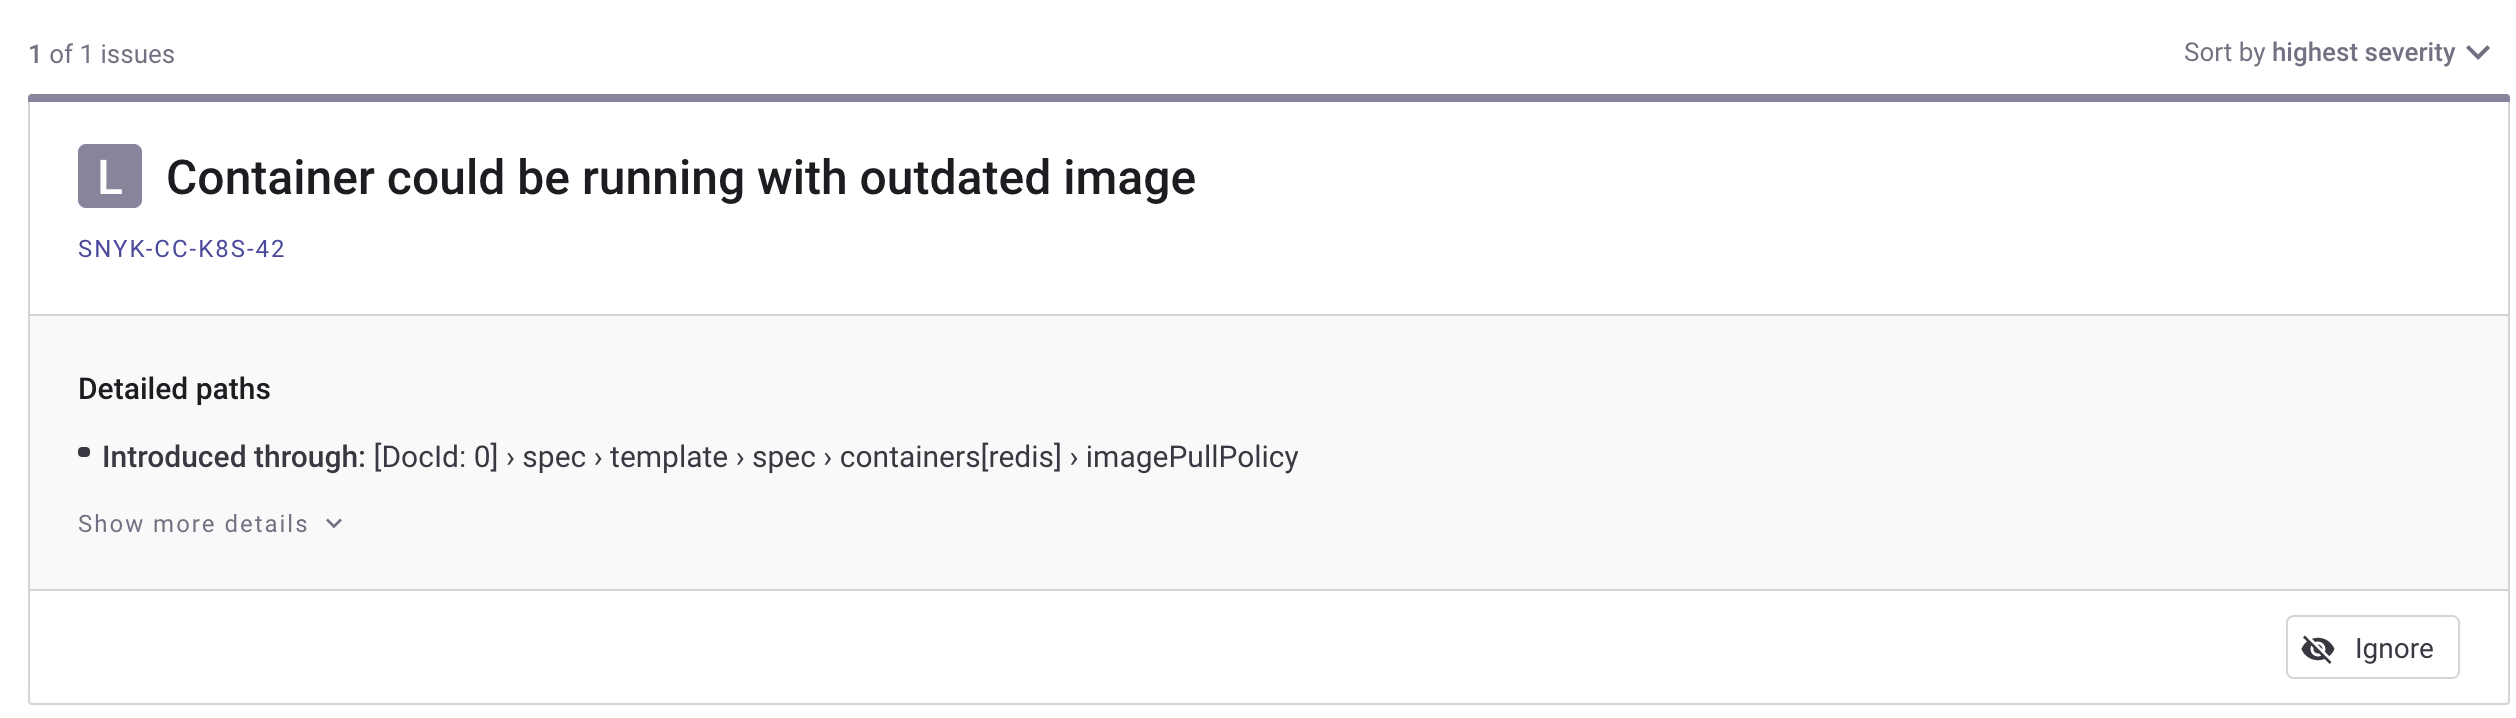 1 of 1 issues
Sort by highest severity
L Container could be running with outdated image
SNYK-CC-K8S-42
Detailed paths
Introduced through: [DocId: 0] › spec › template › spec › containers[redis] › imagePullPolicy
Show more details
Ignore